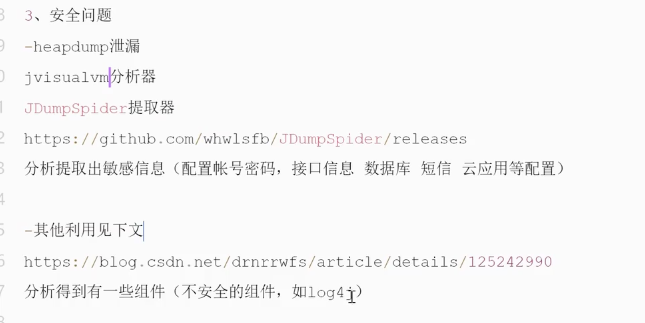 3、安全问题
-heapdump泄漏
jvisualvm分析器
JDumpSpider提取器
https://github.com/whwlsfb/JDumpSpider/releases
分析提取出敏感信息（配置帐号密码，接口信息 数据库 短信 云应用等配置）
-其他利用见下文
https://blog.csdn.net/drnrrwfs/article/details/125242990
分析得到有一些组件（不安全的组件，如log4j）